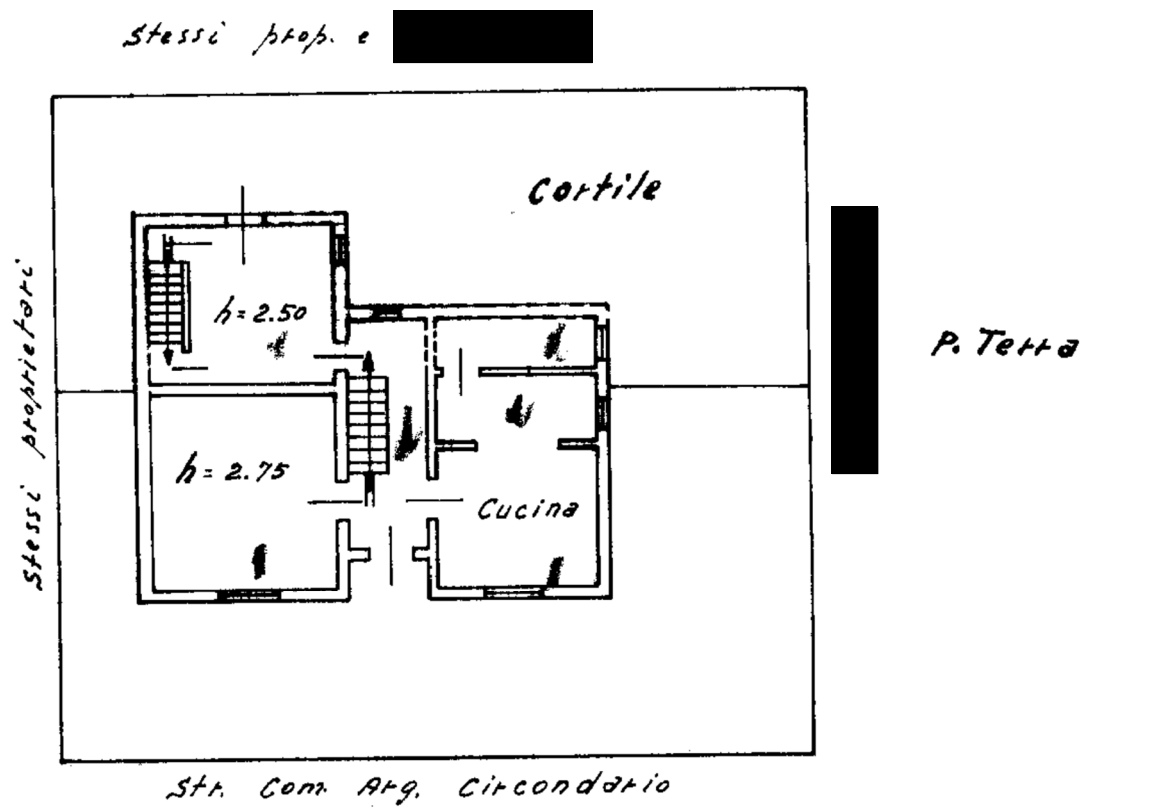 Stessi prop. e
Cortile
h = 2.50
P. Terra
h = 2.75
Cucina
Stessi proprietari
Str. Com. Arg. Circondario